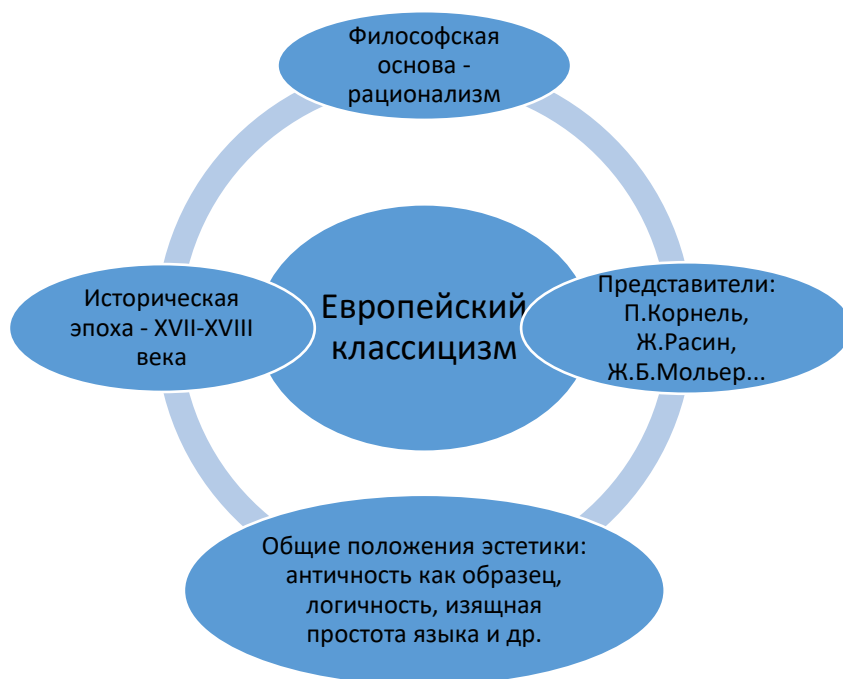 Философская
основа -
рационализм
Историческая
эпоха - XVII-XVIII
века
Европейский
классицизм
Представители:
П.Корнель,
Ж.Расин,
Ж.Б.Мольер...
Общие положения эстетики:
античность как образец,
логичность, изящная
простота языка и др.